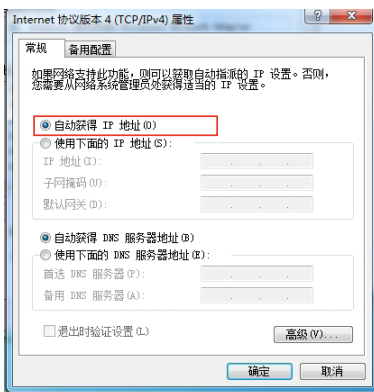 Internet 协议版本 4 (TCP/IPv4) 属性
常规 备用配置
如果网络支持此功能，则可以获取自动指派的 IP 设置。否则，
您需要从网络系统管理员处获得适当的 IP 设置。
自动获得 IP 地址(O)
使用下面的 IP 地址(S):
IP 地址(I):
子网掩码(U):
默认网关(D):
自动获得 DNS 服务器地址(B)
使用下面的 DNS 服务器地址(E):
首选 DNS 服务器(P):
备用 DNS 服务器(A):
退出时验证设置(L)
高级(V)...
确定 取消